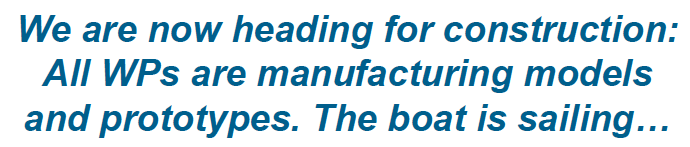 We are now heading for construction:
All WPs are manufacturing models
and prototypes. The boat is sailing…